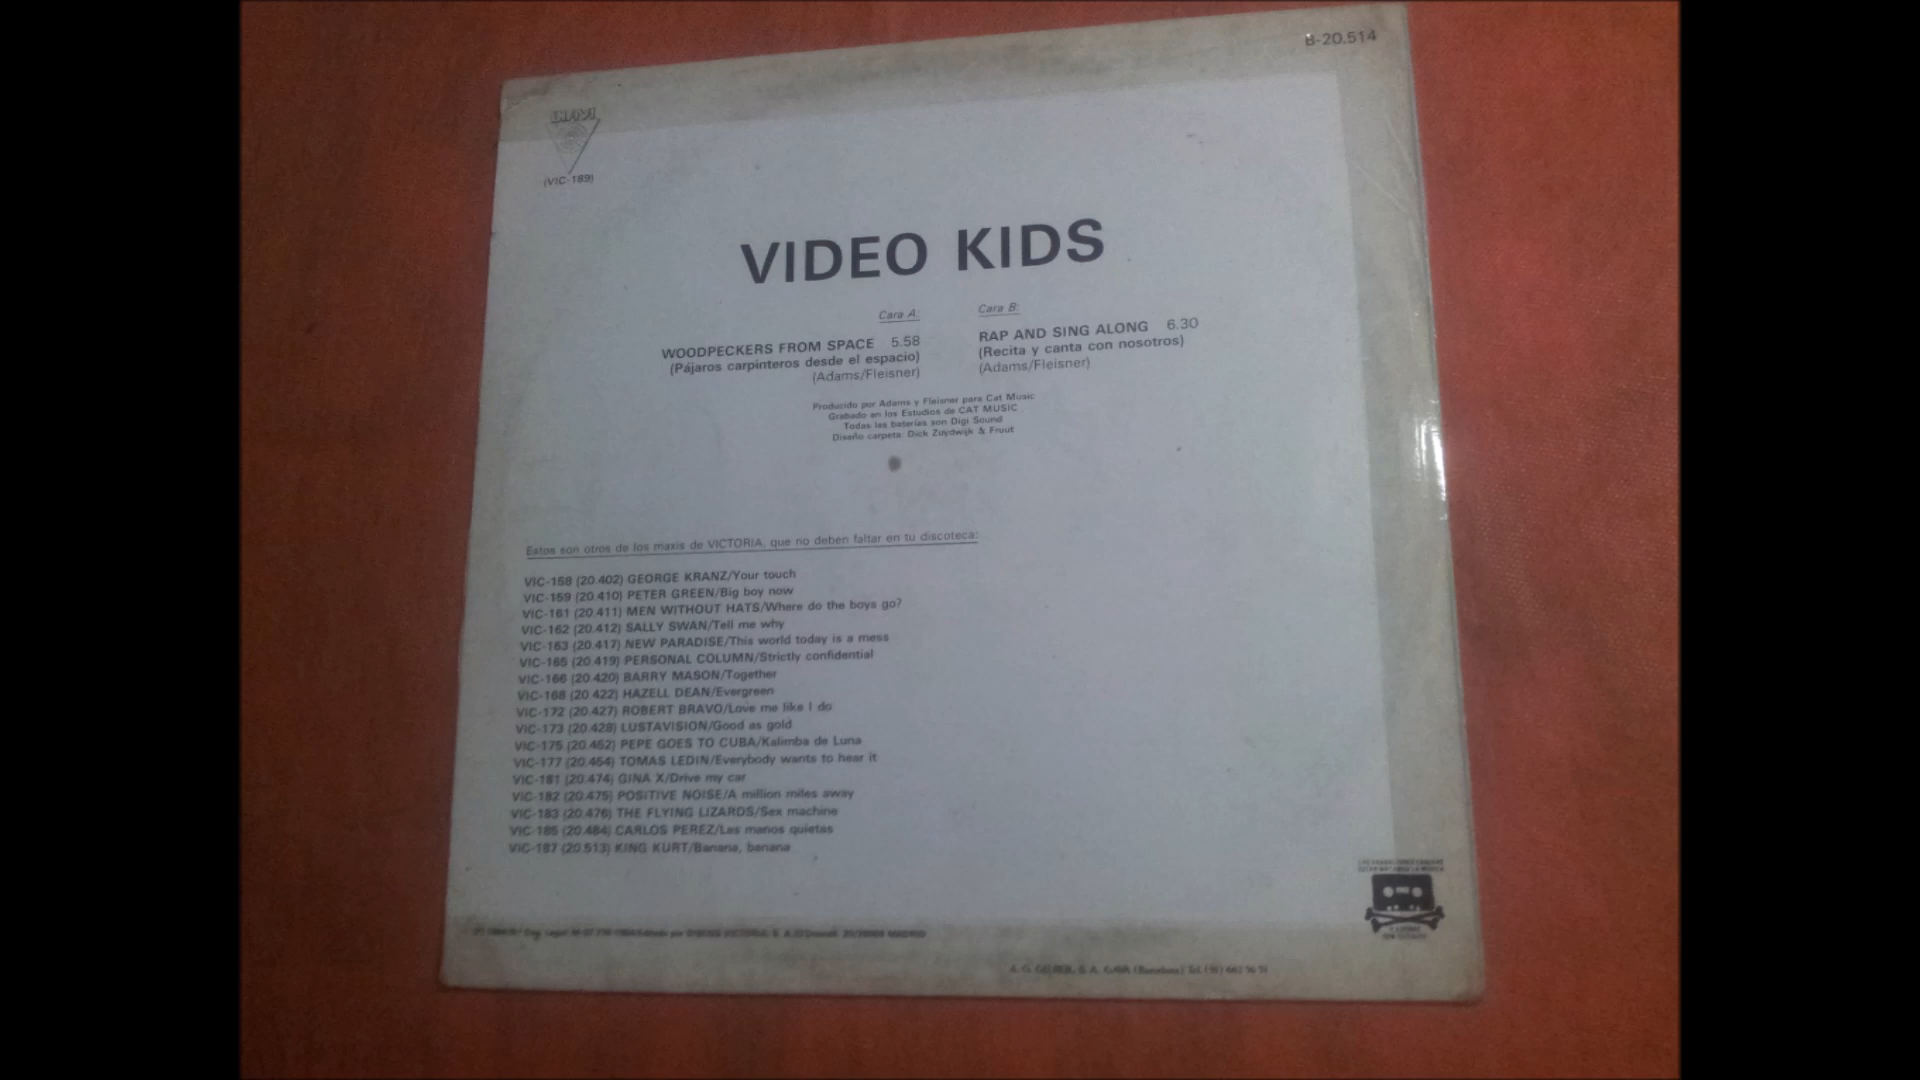 B-20.514
(VIC-189)
VIDEO KIDS
Cara A:
WOODPECKERS FROM SPACE 5.58
(Pájaros carpinteros desde el espacio)
(Adams/Fleisner)
Cara B:
RAP AND SING ALONG 6.30
(Recita y canta con nosotros)
(Adams/Fleisner)
Producido por Adams y Fleisner para Cat Music
Grabado en los Estudios de CAT MUSIC
Todas las baterías son Digi Sound
Diseño carpeta: Dick Zuydwijk & Fruut
Estos son otros de los maxis de VICTORIA, que no deben faltar en tu discoteca:
VIC-158 (20.402) GEORGE KRANZ/Your touch
VIC-159 (20.410) PETER GREEN/Big boy now
VIC-161 (20.411) MEN WITHOUT HATS/Where do the boys go?
VIC-162 (20.412) SALLY SWAN/Tell me why
VIC-163 (20.417) NEW PARADISE/This world today is a mess
VIC-165 (20.419) PERSONAL COLUMN/Strictly confidential
VIC-166 (20.420) BARRY MASON/Together
VIC-168 (20.422) HAZELL DEAN/Evergreen
VIC-172 (20.427) ROBERT BRAVO/Love me like I do
VIC-173 (20.428) LUSTAVISION/Good as gold
VIC-175 (20.452) PEPE GOES TO CUBA/Kalimba de Luna
VIC-177 (20.454) TOMAS LEDIN/Everybody wants to hear it
VIC-181 (20.474) GINA X/Drive my car
VIC-182 (20.475) POSITIVE NOISE/A million miles away
VIC-183 (20.476) THE FLYING LIZARDS/Sex machine
VIC-185 (20.484) CARLOS PEREZ/Las manos quietas
VIC-187 (20.513) KING KURT/Banana, banana